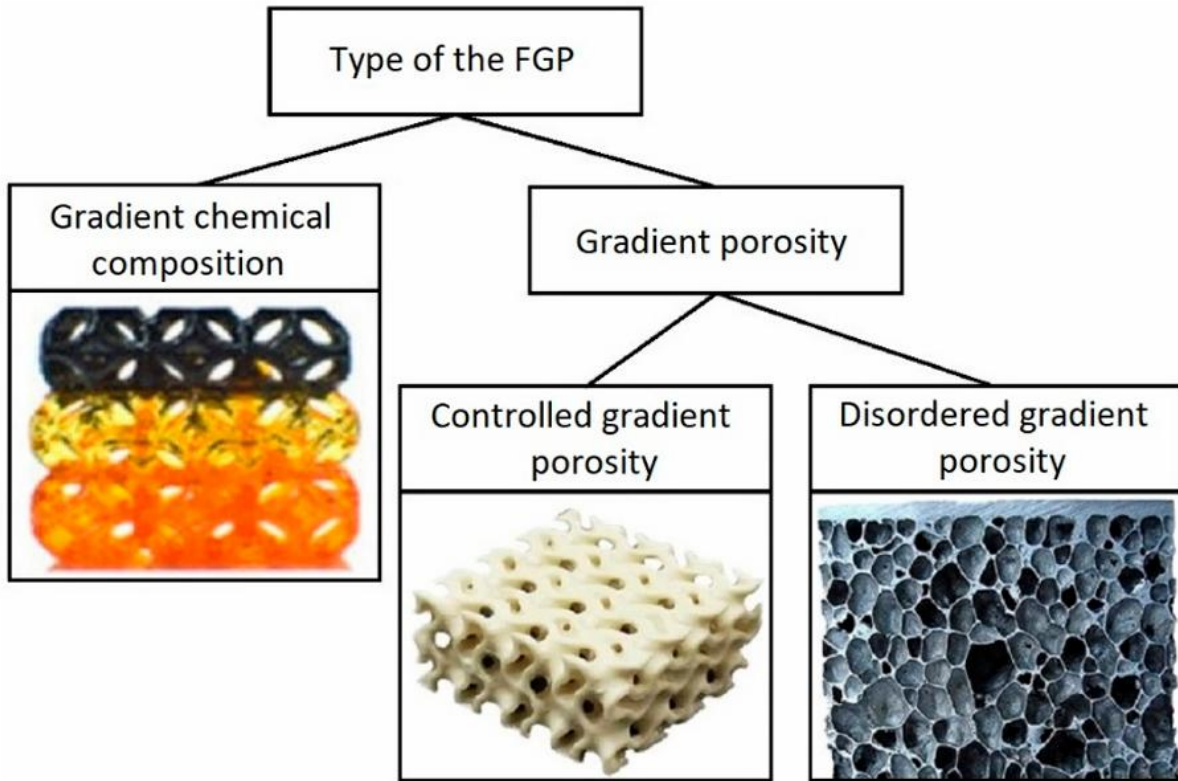 Type of the FGP
Gradient chemical
composition
Gradient porosity
Controlled gradient
porosity
Disordered gradient
porosity